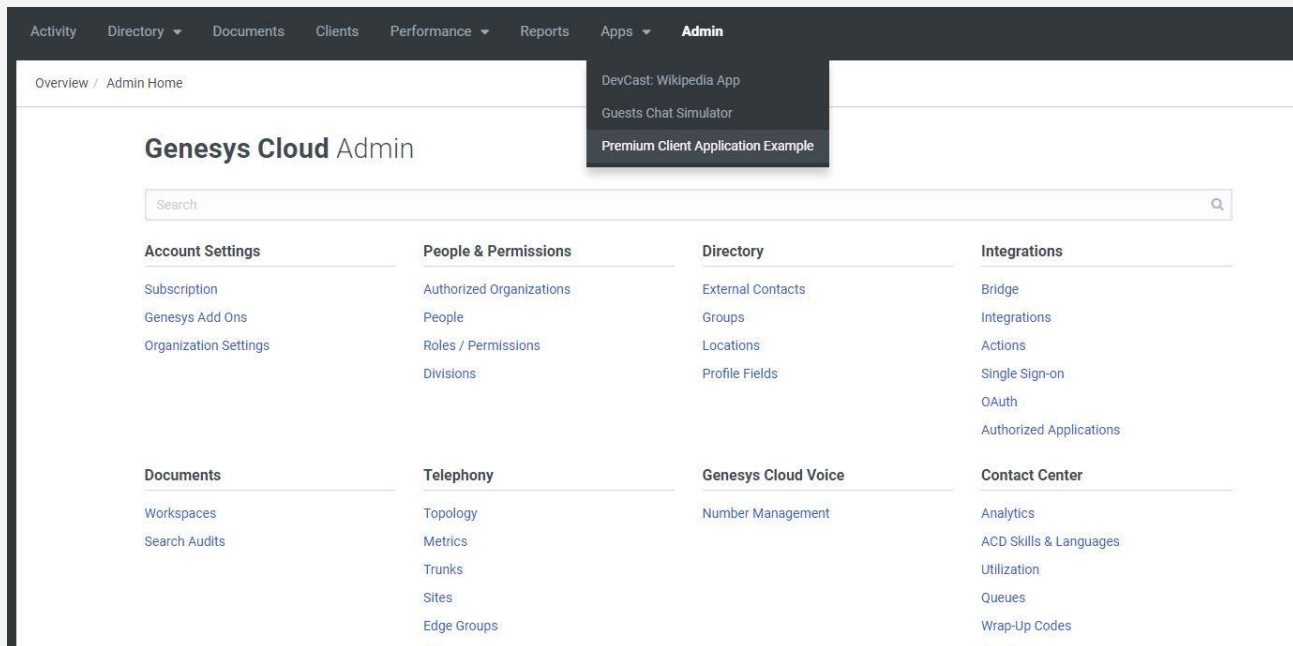 Activity Directory Documents Clients Performance Reports Apps Admin
Overview / Admin Home
DevCast: Wikipedia App
Guests Chat Simulator
Premium Client Application Example
Genesys Cloud Admin
Search
Account Settings
Subscription
Genesys Add Ons
Organization Settings
People & Permissions
Authorized Organizations
People
Roles / Permissions
Divisions
Directory
External Contacts
Groups
Locations
Profile Fields
Integrations
Bridge
Integrations
Actions
Single Sign-on
OAuth
Authorized Applications
Documents
Workspaces
Search Audits
Telephony
Topology
Metrics
Trunks
Sites
Edge Groups
Genesys Cloud Voice
Number Management
Contact Center
Analytics
ACD Skills & Languages
Utilization
Queues
Wrap-Up Codes